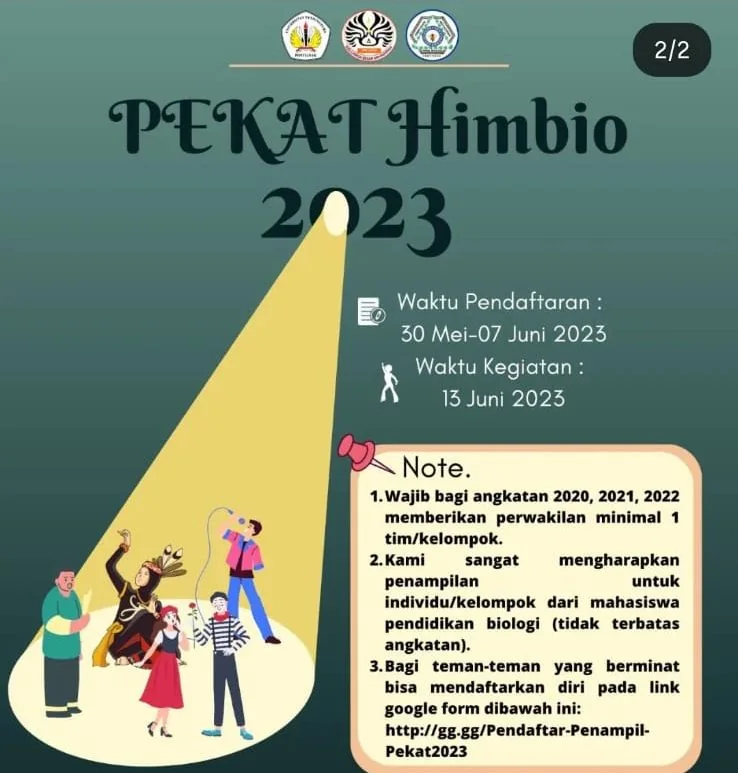 2/2
PEKAT Himbio
2023
Waktu Pendaftaran :
30 Mei-07 Juni 2023
Waktu Kegiatan :
13 Juni 2023
Note.
1. Wajib bagi angkatan 2020, 2021, 2022
memberikan perwakilan minimal 1
tim/kelompok.
2. Kami sangat mengharapkan
penampilan untuk
individu/kelompok dari mahasiswa
pendidikan biologi (tidak terbatas
angkatan).
3. Bagi teman-teman yang berminat
bisa mendaftarkan diri pada link
google form dibawah ini:
http://gg.gg/Pendaftar-Penampil-
Pekat2023